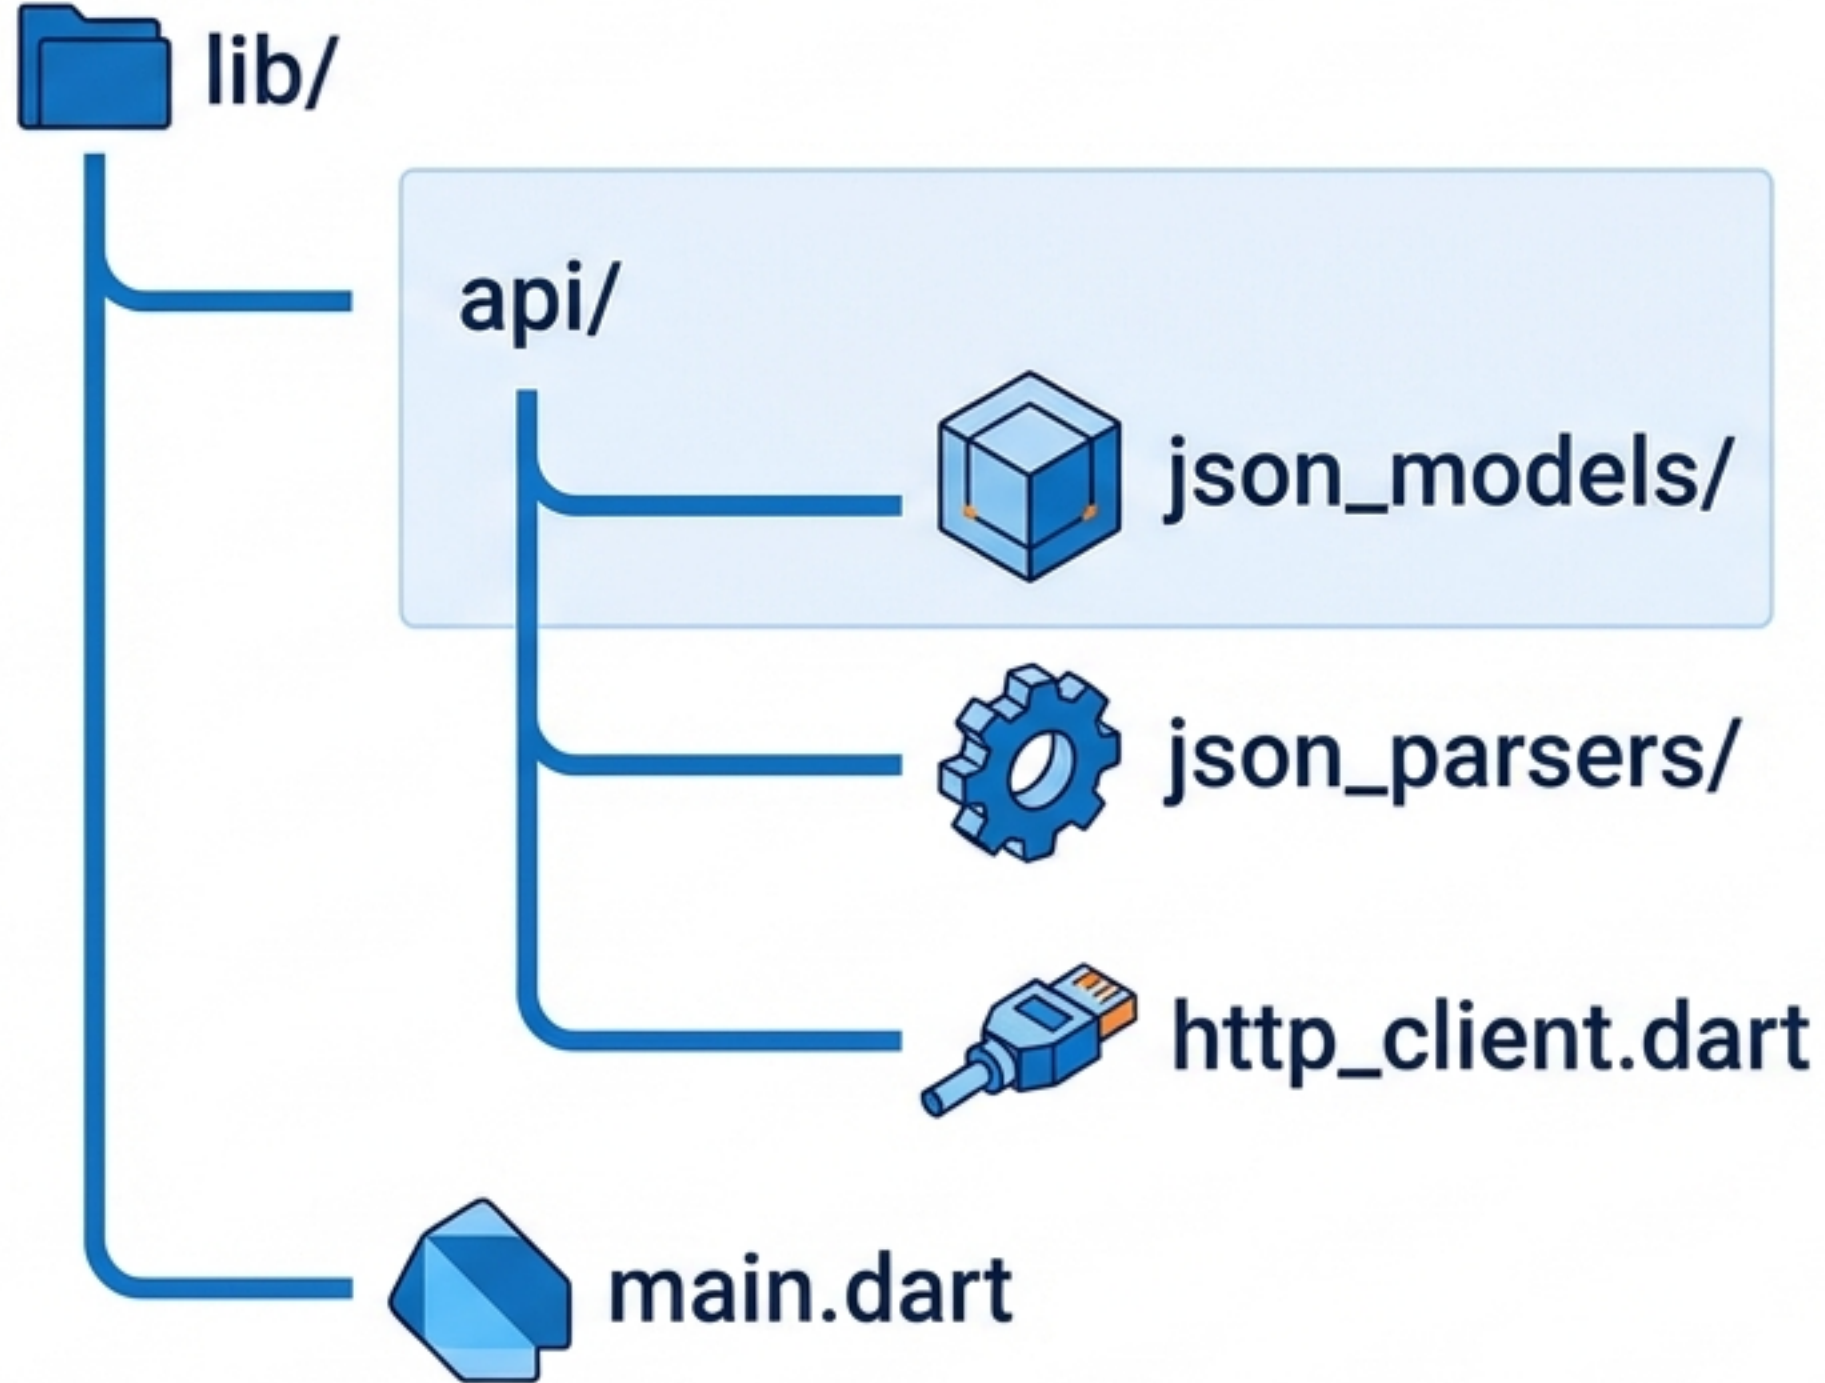 lib/
api/
json_models/
json_parsers/
http_client.dart
main.dart